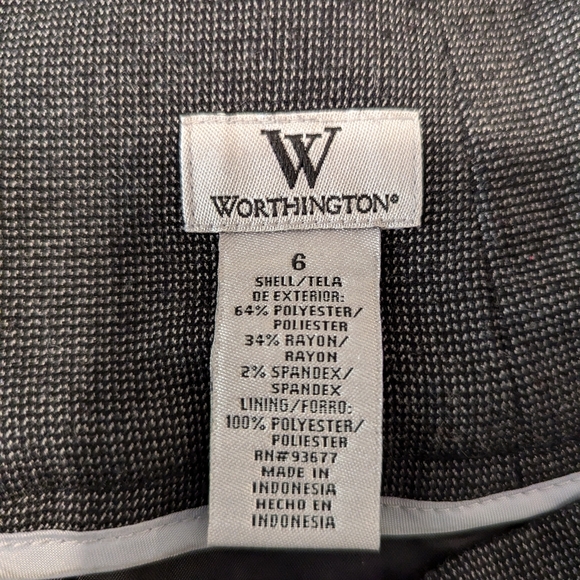 W
WORTHINGTON®
6
SHELL/TELA
DE EXTERIOR:
64% POLYESTER/
POLIESTER
34% RAYON/
RAYON
2% SPANDEX/
SPANDEX
LINING/FORRO:
100% POLYESTER/
POLIESTER
RN#93677
MADE IN
INDONESIA
HECHO EN
INDONESIA